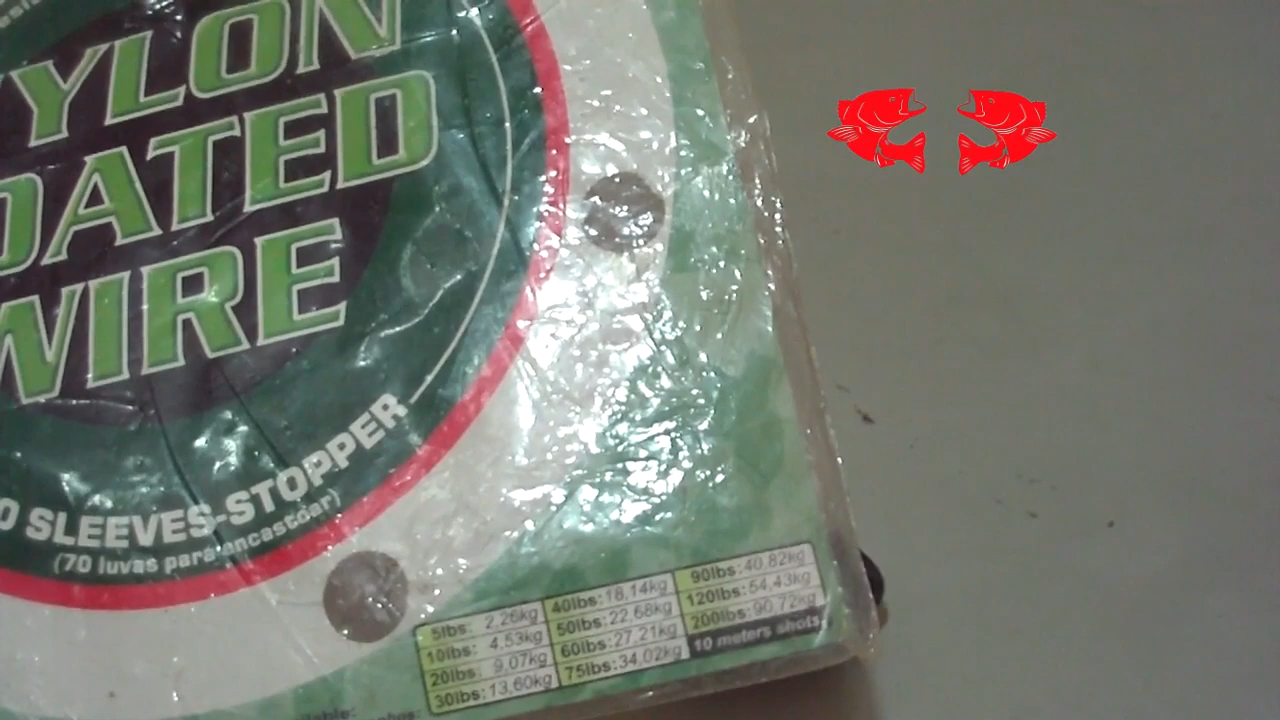 YLON
OATED
WIRE
0 SLEEVES-STOPPER
(70 luvas para encastoar)
5lbs: 2,26kg
10lbs: 4,53kg
20lbs: 9,07kg
30lbs: 13,60kg
40lbs: 18,14kg
50lbs: 22,68kg
60lbs: 27,21kg
75lbs: 34,02kg
90lbs: 40,82kg
120lbs: 54,43kg
200lbs: 90,72kg
10 meters shots